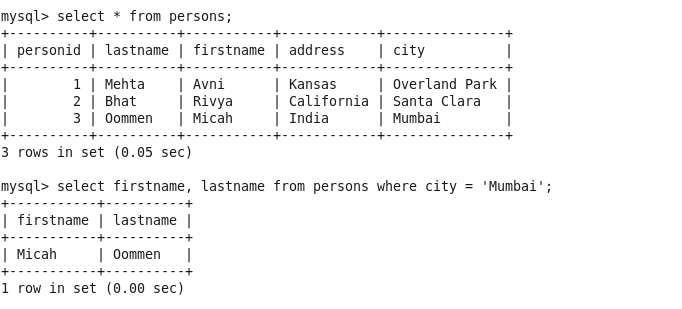 mysql> select * from persons;
+----------+----------+-----------+------------+---------------+
| personid | lastname | firstname | address    | city          |
+----------+----------+-----------+------------+---------------+
|        1 | Mehta    | Avni      | Kansas     | Overland Park |
|        2 | Bhat     | Rivya     | California | Santa Clara   |
|        3 | Oommen   | Micah     | India      | Mumbai        |
+----------+----------+-----------+------------+---------------+
3 rows in set (0.05 sec)

mysql> select firstname, lastname from persons where city = 'Mumbai';
+-----------+----------+
| firstname | lastname |
+-----------+----------+
| Micah     | Oommen   |
+-----------+----------+
1 row in set (0.00 sec)